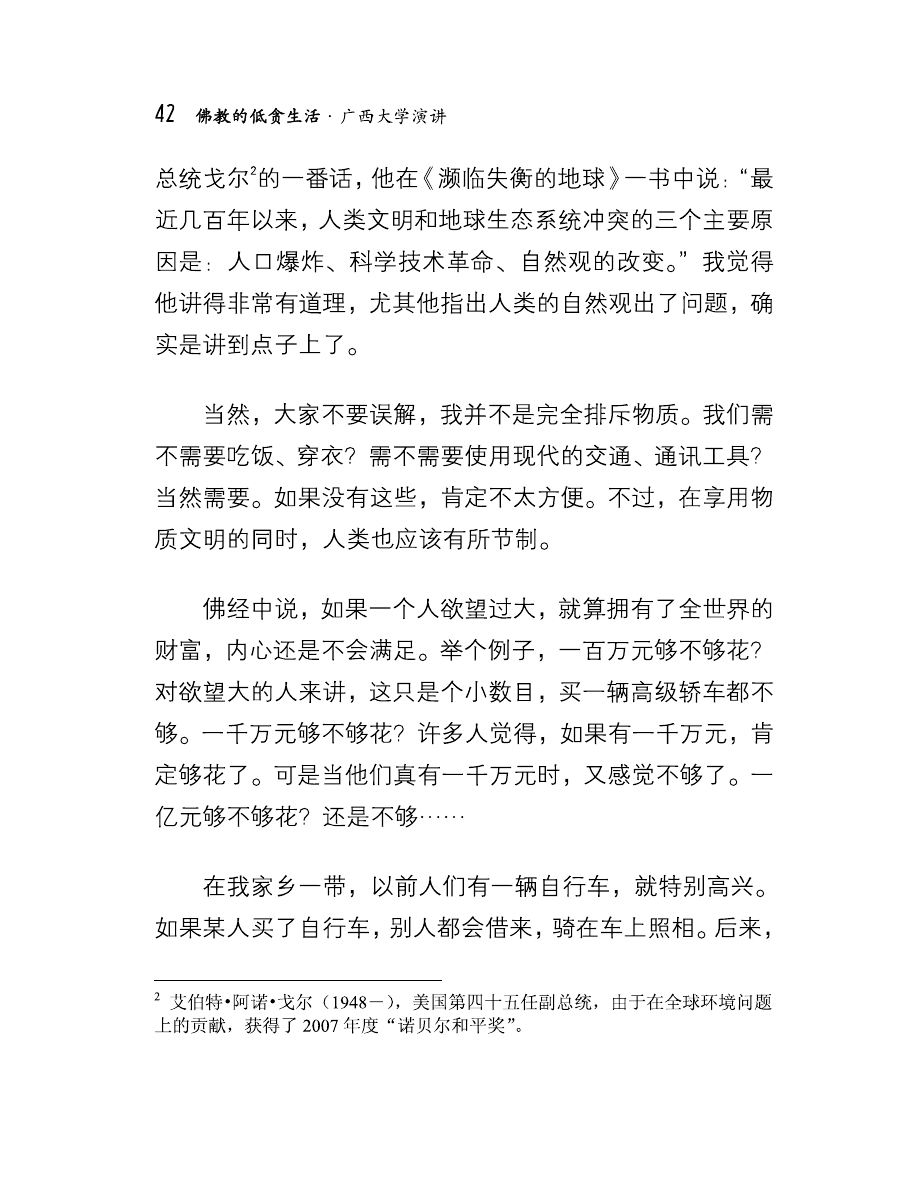 42 佛教的低贪生活·广西大学演讲
总统戈尔2的一番话，他在《濒临失衡的地球》一书中说：“最
近几百年以来，人类文明和地球生态系统冲突的三个主要原
因是：人口爆炸、科学技术革命、自然观的改变。”我觉得
他讲得非常有道理，尤其他指出人类的自然观出了问题，确
实是讲到点子上了。
当然，大家不要误解，我并不是完全排斥物质。我们需
不需要吃饭、穿衣？需不需要使用现代的交通、通讯工具？
当然需要。如果没有这些，肯定不太方便。不过，在享用物
质文明的同时，人类也应该有所节制。
佛经中说，如果一个人欲望过大，就算拥有了全世界的
财富，内心还是不会满足。举个例子，一百万元够不够花？
对欲望大的人来讲，这只是个小数目，买一辆高级轿车都不
够。一千万元够不够花？许多人觉得，如果有一千万元，肯
定够花了。可是当他们真有一千万元时，又感觉不够了。一
亿元够不够花？还是不够……
在我家乡一带，以前人们有一辆自行车，就特别高兴。
如果某人买了自行车，别人都会借来，骑在车上照相。后来，
2 艾伯特•阿诺•戈尔（1948－），美国第四十五任副总统，由于在全球环境问题
上的贡献，获得了 2007 年度“诺贝尔和平奖”。